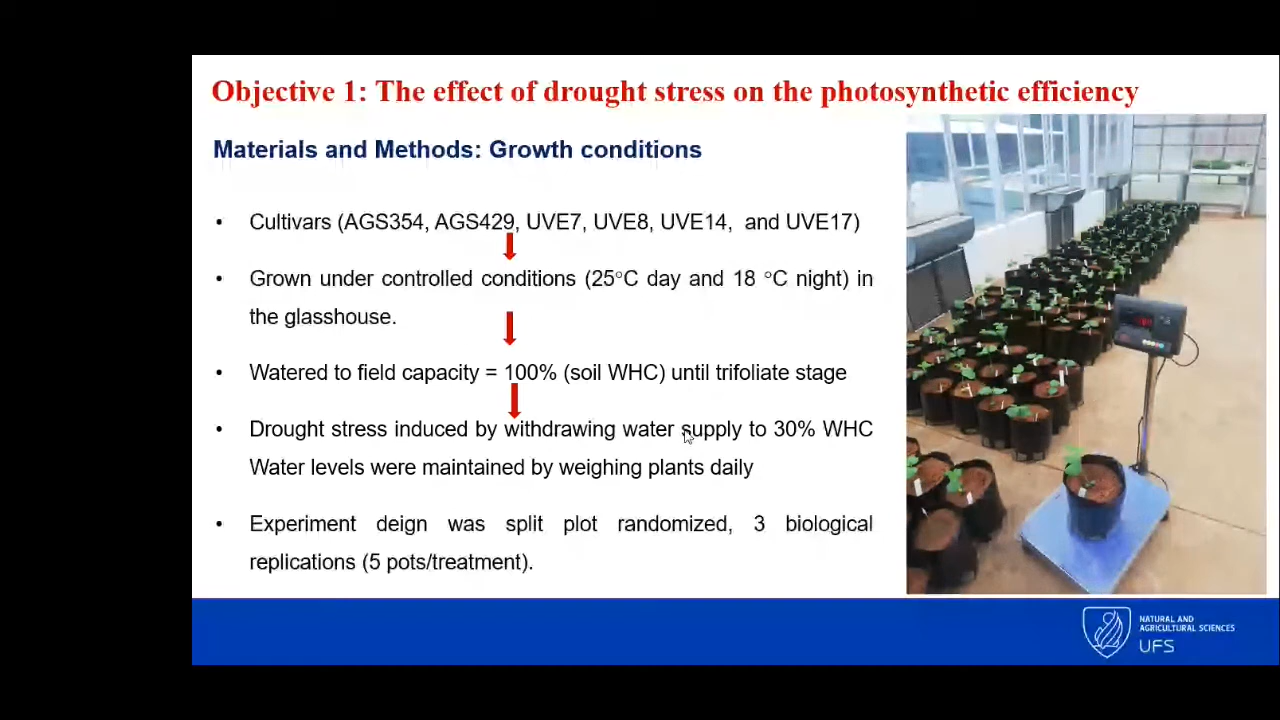 Objective 1: The effect of drought stress on the photosynthetic efficiency
Materials and Methods: Growth conditions
• Cultivars (AGS354, AGS429, UVE7, UVE8, UVE14, and UVE17)
• Grown under controlled conditions (25°C day and 18 °C night) in
the glasshouse.
• Watered to field capacity = 100% (soil WHC) until trifoliate stage
• Drought stress induced by withdrawing water supply to 30% WHC
Water levels were maintained by weighing plants daily
• Experiment deign was split plot randomized, 3 biological
replications (5 pots/treatment).
NATURAL AND
AGRICULTURAL SCIENCES
UFS